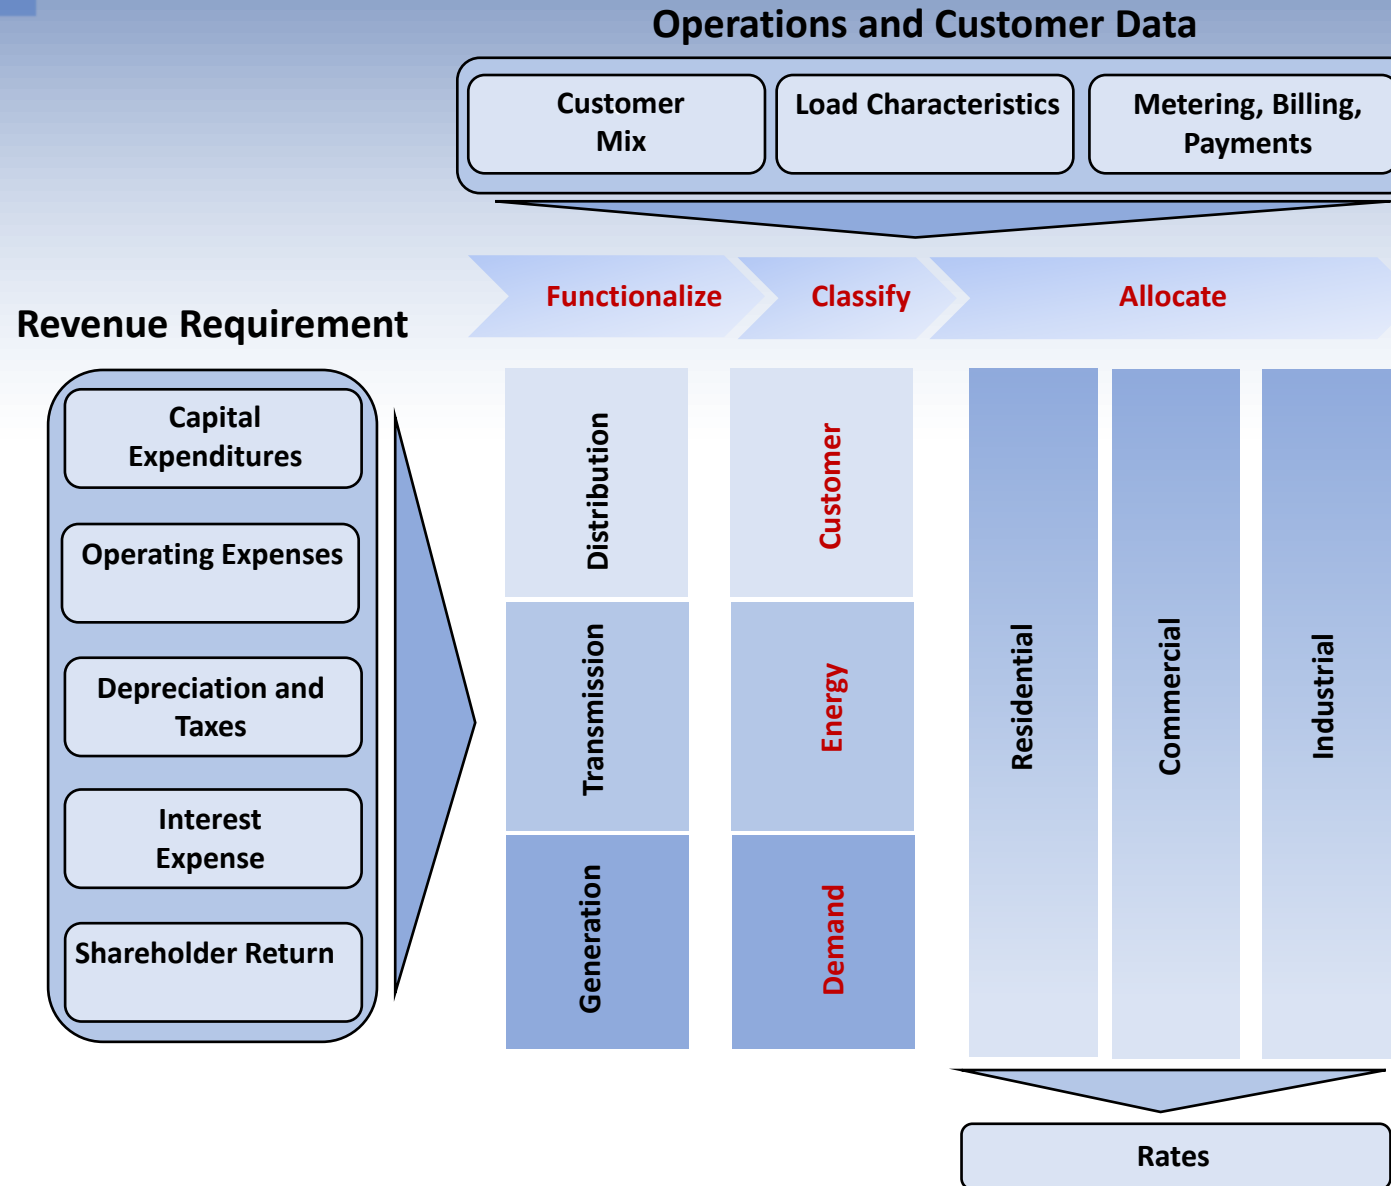 Operations and Customer Data
Customer
Mix
Load Characteristics
Metering, Billing,
Payments
Functionalize
Classify
Allocate
Revenue Requirement
Capital
Expenditures
Operating Expenses
Depreciation and
Taxes
Interest
Expense
Shareholder Return
Distribution
Transmission
Generation
Customer
Energy
Demand
Residential
Commercial
Industrial
Rates